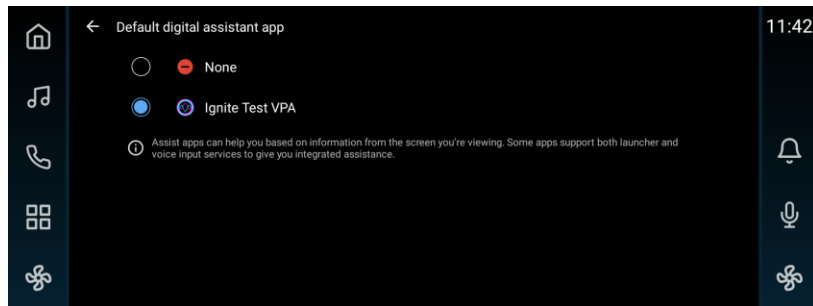 Default digital assistant app
11:42
None
Ignite Test VPA
Assist apps can help you based on information from the screen you're viewing. Some apps support both launcher and
voice input services to give you integrated assistance.